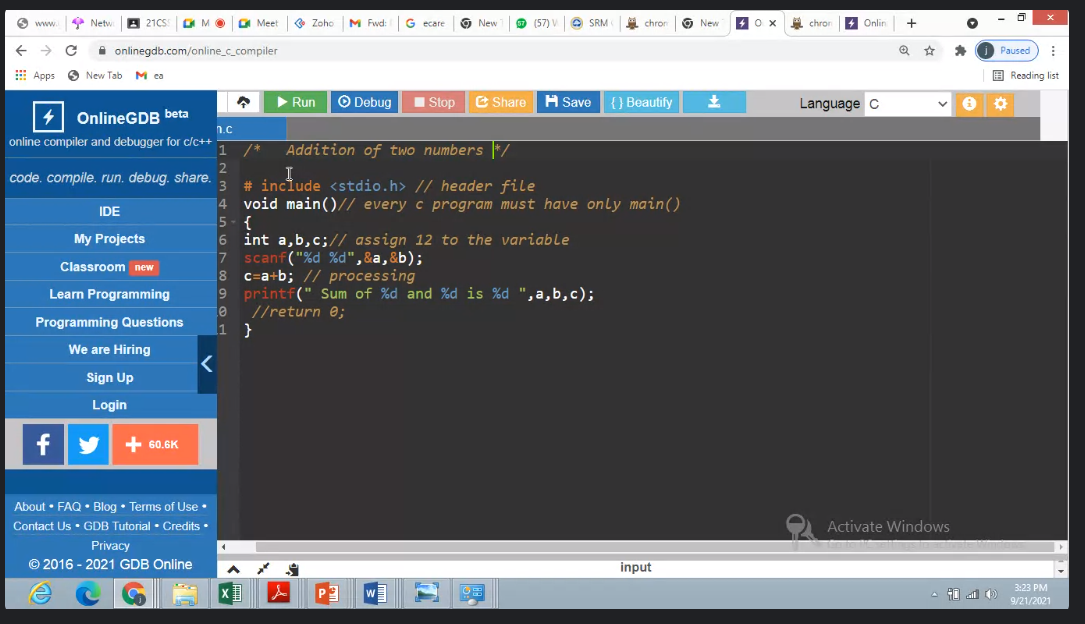 www.
Netw
21CS
M
Meet
Zoho
Fwd:
ecare
New T
(57) W
SRM
chron
New T
O
chron
Onlin
onlinegdb.com/online_c_compiler
Paused
Apps
New Tab
ea
Reading list
OnlineGDB beta
online compiler and debugger for c/c++
code. compile. run. debug. share.
IDE
My Projects
Classroom new
Learn Programming
Programming Questions
We are Hiring
Sign Up
Login
60.6K
About • FAQ • Blog • Terms of Use •
Contact Us • GDB Tutorial • Credits •
Privacy
© 2016 - 2021 GDB Online
Run
Debug
Stop
Share
Save
{ } Beautify
Language C
n.c
1 /*   Addition of two numbers */
2
3 # include <stdio.h> // header file
4 void main()// every c program must have only main()
5 {
6 int a,b,c;// assign 12 to the variable
7 scanf("%d %d",&a,&b);
8 c=a+b; // processing
9 printf(" Sum of %d and %d is %d ",a,b,c);
0  //return 0;
1 }
Activate Windows
input
3:23 PM
9/21/2021